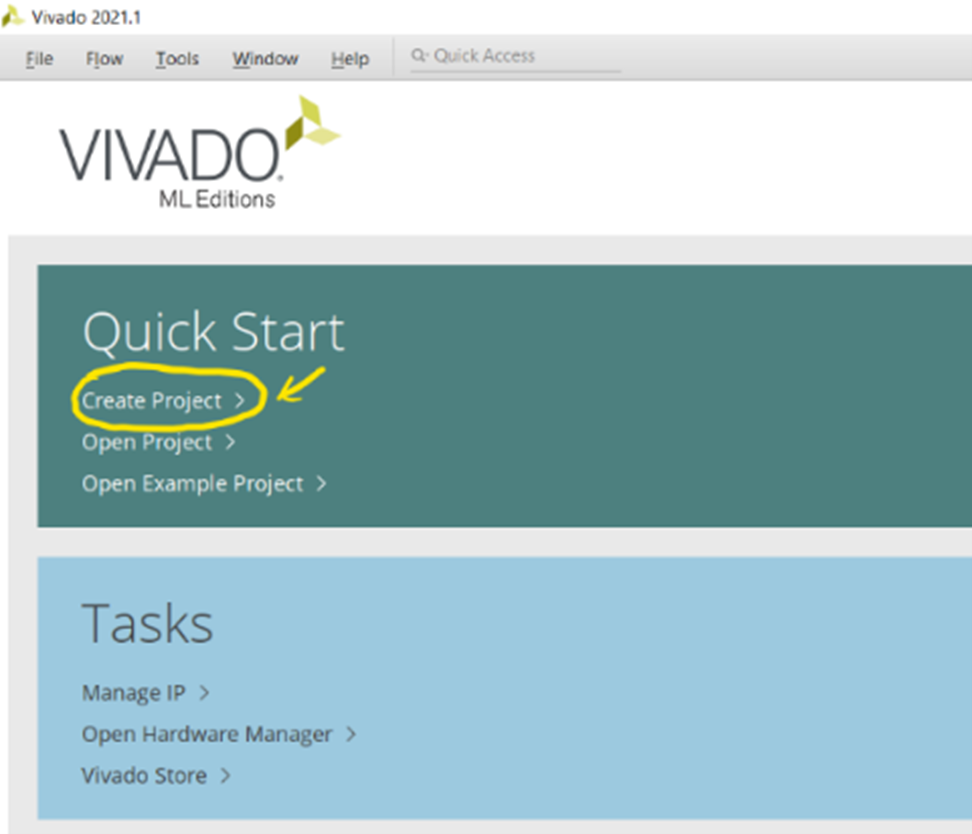 Vivado 2021.1
File Flow Tools Window Help Quick Access
VIVADO.
ML Editions
Quick Start
Create Project >
Open Project >
Open Example Project >
Tasks
Manage IP >
Open Hardware Manager >
Vivado Store >